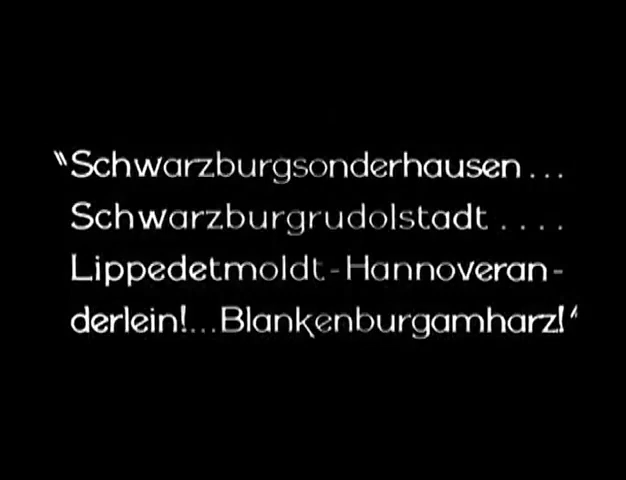 "Schwarzburgsonderhausen...
Schwarzburgrudolstadt....
Lippedetmoldt-Hannoveran-
derlein!...Blankenburgamharz!"